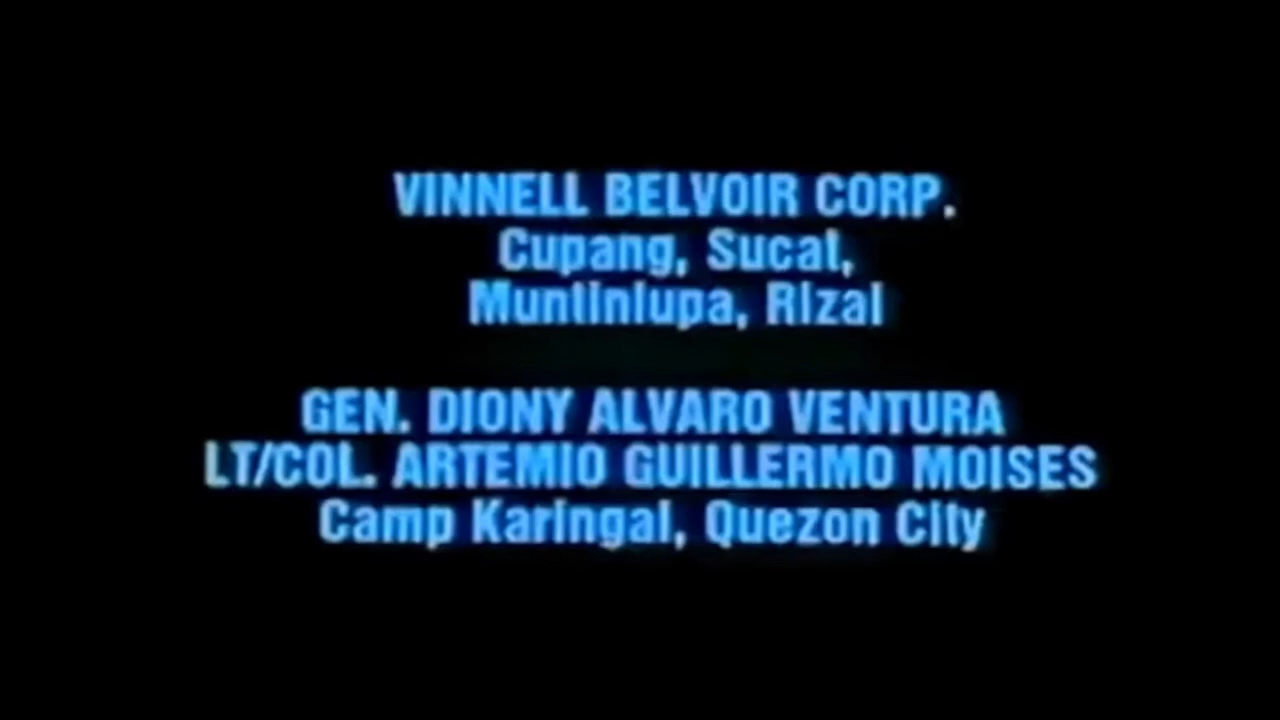 VINNELL BELVOIR CORP.
Cupang, Sucat,
Muntinlupa, Rizal
GEN. DIONY ALVARO VENTURA
LT/COL. ARTEMIO GUILLERMO MOISES
Camp Karingal, Quezon City